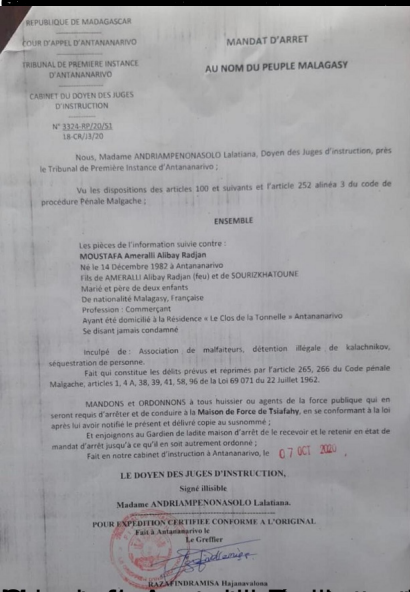 REPUBLIQUE DE MADAGASCAR
COUR D'APPEL D'ANTANANARIVO
TRIBUNAL DE PREMIERE INSTANCE
D'ANTANANARIVO
CABINET DU DOYEN DES JUGES
D'INSTRUCTION
N° 3324-RP/20/S1
18-CR/J3/20
MANDAT D'ARRET
AU NOM DU PEUPLE MALAGASY
Nous, Madame ANDRIAMPENONASOLO Lalatiana, Doyen des Juges d'instruction, près
le Tribunal de Première Instance d'Antananarivo ;
Vu les dispositions des articles 100 et suivants et l'article 252 alinéa 3 du code de
procédure Pénale Malgache ;
ENSEMBLE
Les pièces de l'information suivie contre :
MOUSTAFA Ameralli Alibay Radjan
Né le 14 Décembre 1982 à Antananarivo
Fils de AMERALLI Alibay Radjan (feu) et de SOURIZKHATOUNE
Marié et père de deux enfants
De nationalité Malagasy, Française
Profession : Commerçant
Ayant été domicilié à la Résidence « Le Clos de la Tonnelle » Antananarivo
Se disant jamais condamné
Inculpé de : Association de malfaiteurs, détention illégale de kalachnikov,
séquestration de personne.
Fait qui constitue les délits prévus et réprimés par l'article 265, 266 du Code pénale
Malgache, articles 1, 4 A, 38, 39, 41, 58, 96 de la Loi 69 071 du 22 Juillet 1962.
MANDONS et ORDONNONS à tous huissier ou agents de la force publique qui en
seront requis d'arrêter et de conduire à la Maison de Force de Tsiafahy, en se conformant à la loi
après lui avoir notifié le présent et délivré copie au susnommé ;
Et enjoignons au Gardien de ladite maison d'arrêt de le recevoir et le retenir en état de
mandat d'arrêt jusqu'à ce qu'il en soit autrement ordonné ;
Fait en notre cabinet d'instruction à Antananarivo, le 07 OCT 2020
LE DOYEN DES JUGES D'INSTRUCTION,
Signé illisible
Madame ANDRIAMPENONASOLO Lalatiana.
POUR EXPEDITION CERTIFIEE CONFORME A L'ORIGINAL
Fait à Antananarivo le
Le Greffier
RAZAFINDRAMISA Hajanavalona